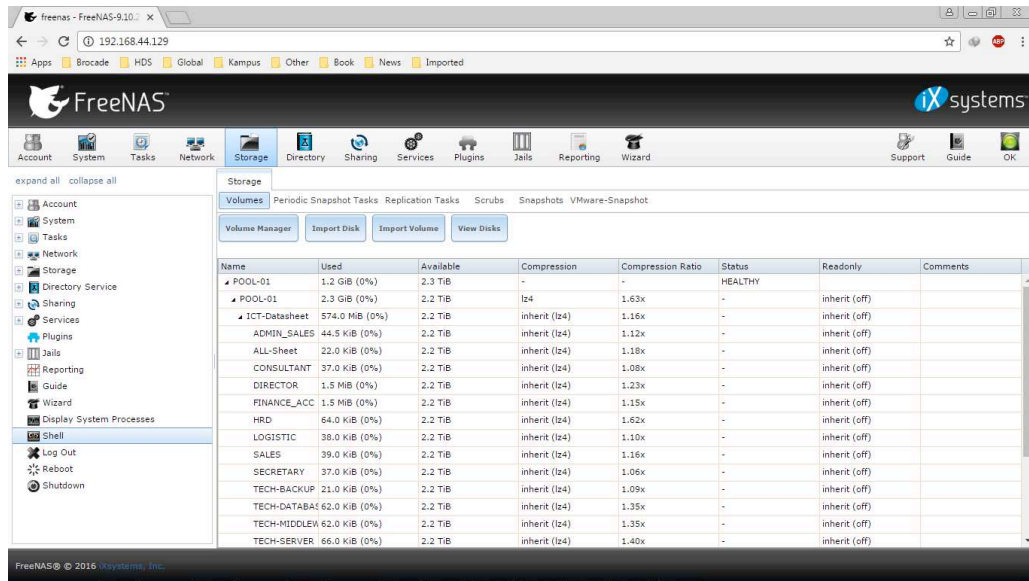 freenas - FreeNAS-9.10.2
192.168.44.129
Apps Brocade HDS Global Kampus Other Book News Imported
FreeNAS iX systems
Account System Tasks Network Storage Directory Sharing Services Plugins Jails Reporting Wizard Support Guide OK
expand all collapse all
Account
System
Tasks
Network
Storage
Directory Service
Sharing
Services
Plugins
Jails
Reporting
Guide
Wizard
Display System Processes
Shell
Log Out
Reboot
Shutdown
Storage
Volumes Periodic Snapshot Tasks Replication Tasks Scrubs Snapshots VMware-Snapshot
Volume Manager Import Disk Import Volume View Disks
Name Used Available Compression Compression Ratio Status Readonly Comments
POOL-01 1.2 GiB (0%) 2.3 TiB - - HEALTHY
POOL-01 2.3 GiB (0%) 2.2 TiB lz4 1.63x - inherit (off)
ICT-Datasheet 574.0 MiB (0%) 2.2 TiB inherit (lz4) 1.16x - inherit (off)
ADMIN_SALES 44.5 KiB (0%) 2.2 TiB inherit (lz4) 1.12x - inherit (off)
ALL-Sheet 22.0 KiB (0%) 2.2 TiB inherit (lz4) 1.18x - inherit (off)
CONSULTANT 37.0 KiB (0%) 2.2 TiB inherit (lz4) 1.08x - inherit (off)
DIRECTOR 1.5 MiB (0%) 2.2 TiB inherit (lz4) 1.23x - inherit (off)
FINANCE_ACC 1.5 MiB (0%) 2.2 TiB inherit (lz4) 1.15x - inherit (off)
HRD 64.0 KiB (0%) 2.2 TiB inherit (lz4) 1.62x - inherit (off)
LOGISTIC 38.0 KiB (0%) 2.2 TiB inherit (lz4) 1.10x - inherit (off)
SALES 39.0 KiB (0%) 2.2 TiB inherit (lz4) 1.16x - inherit (off)
SECRETARY 37.0 KiB (0%) 2.2 TiB inherit (lz4) 1.06x - inherit (off)
TECH-BACKUP 21.0 KiB (0%) 2.2 TiB inherit (lz4) 1.09x - inherit (off)
TECH-DATABAS 62.0 KiB (0%) 2.2 TiB inherit (lz4) 1.35x - inherit (off)
TECH-MIDDLEW 62.0 KiB (0%) 2.2 TiB inherit (lz4) 1.35x - inherit (off)
TECH-SERVER 66.0 KiB (0%) 2.2 TiB inherit (lz4) 1.40x - inherit (off)
FreeNAS® © 2016 iXsystems, Inc.